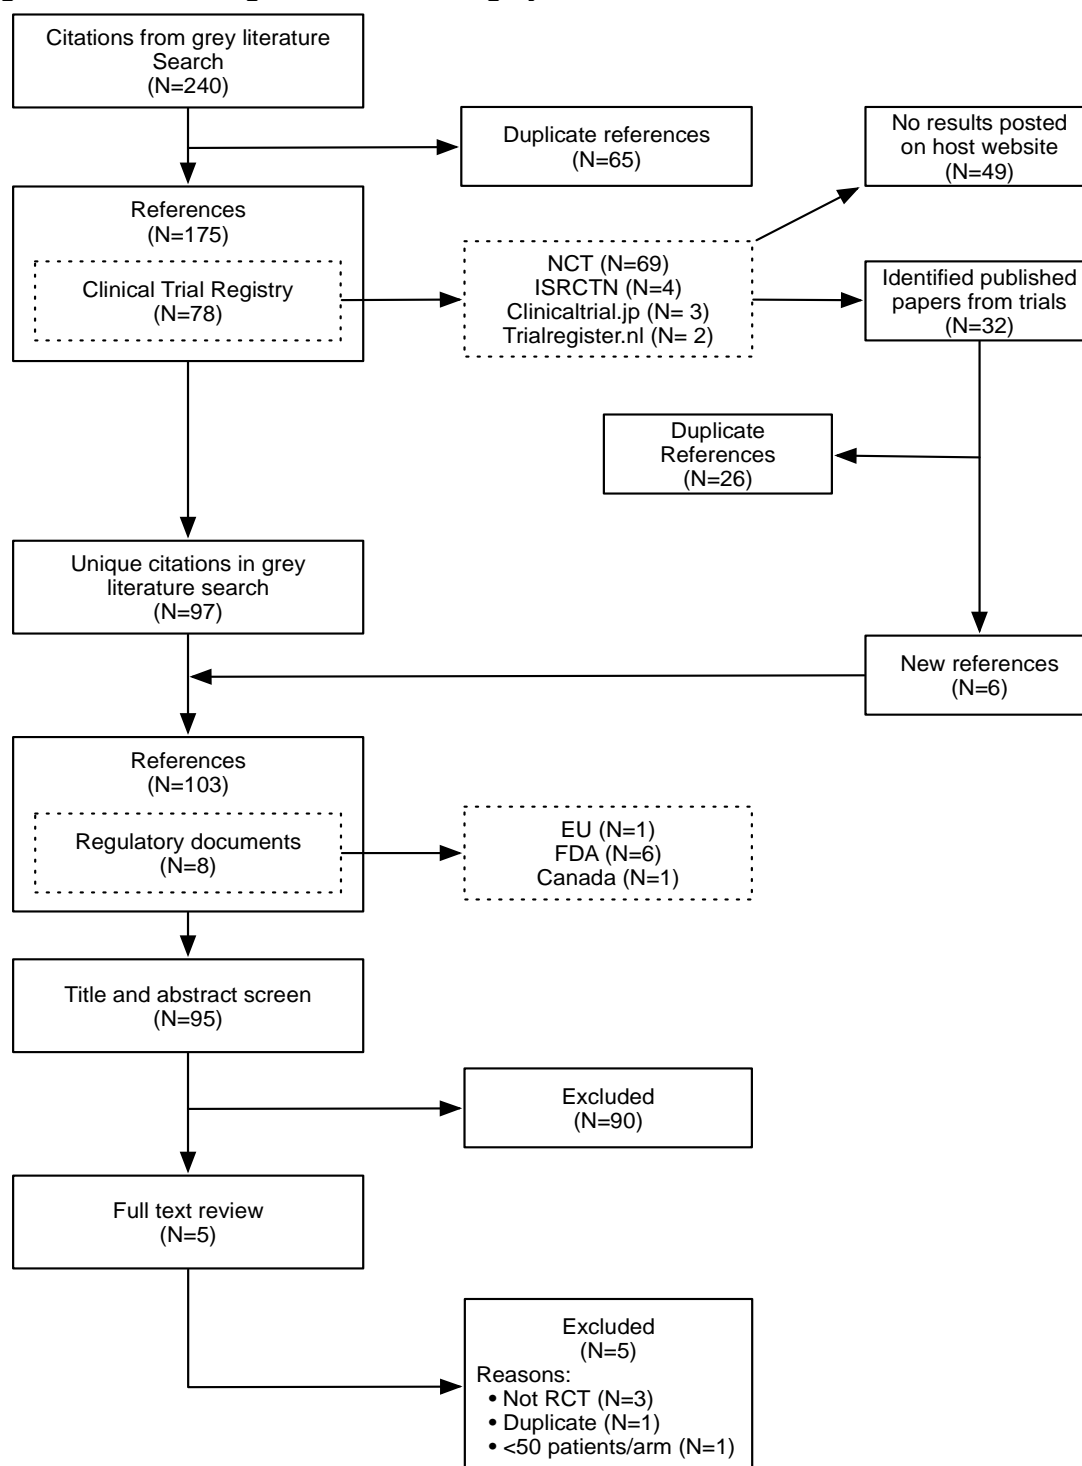 Citations from grey literature
Search
(N=240)
Duplicate references
(N=65)
No results posted
on host website
(N=49)
References
(N=175)
Clinical Trial Registry
(N=78)
NCT (N=69)
ISRCTN (N=4)
Clinicaltrial.jp (N= 3)
Trialregister.nl (N= 2)
Identified published
papers from trials
(N=32)
Duplicate
References
(N=26)
Unique citations in grey
literature search
(N=97)
New references
(N=6)
References
(N=103)
Regulatory documents
(N=8)
EU (N=1)
FDA (N=6)
Canada (N=1)
Title and abstract screen
(N=95)
Excluded
(N=90)
Full text review
(N=5)
Excluded
(N=5)
Reasons:
• Not RCT (N=3)
• Duplicate (N=1)
• <50 patients/arm (N=1)